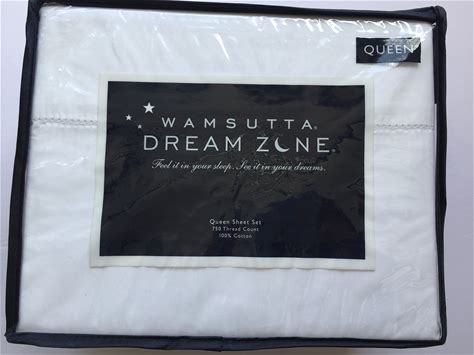 QUEEN
WAMSUTTA®
DREAM ZONE®
Feel it in your sleep. See it in your dreams.
Queen Sheet Set
750 Thread Count
100% Cotton